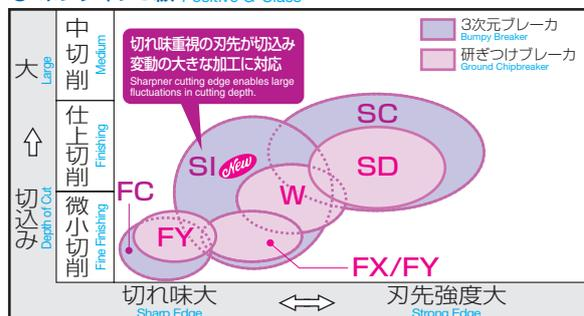 Positive G-Class
切れ味重視の刃先が切込み
変動の大きな加工に対応
Sharper cutting edge enables large
fluctuations in cutting depth.
3次元ブレーカ
Bumpy Breaker
研ぎつけブレーカ
Ground Chipbreaker
大
Large
切込み
Depth of Cut
中切削
Medium
仕上切削
Finishing
微小切削
Fine Finishing
SC
SD
SI
New
W
FC
FY
FX/FY
切れ味大
Sharp Edge
刃先強度大
Strong Edge